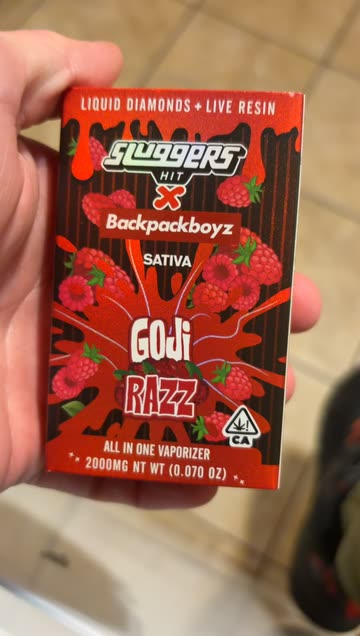 LIQUID DIAMONDS + LIVE RESIN
SLUGGERS
HIT
X
Backpackboyz
SATIVA
GOJi
RAZZ
CA
ALL IN ONE VAPORIZER
2000MG NT WT (0.070 OZ)